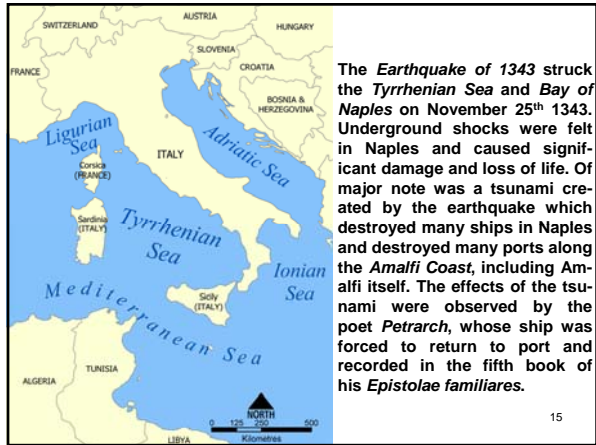 AUSTRIA
SWITZERLAND
HUNGARY
SLOVENIA
FRANCE
CROATIA
BOSNIA &
HERZEGOVINA
Ligurian
Sea
ITALY
Adriatic Sea
Corsica
(FRANCE)
Sardinia
(ITALY)
Tyrrhenian
Sea
Ionian
Sea
Mediterranean Sea
Sicily
(ITALY)
ALGERIA
TUNISIA
LIBYA
NORTH
0 125 250 500
Kilometres
The Earthquake of 1343 struck
the Tyrrhenian Sea and Bay of
Naples on November 25th 1343.
Underground shocks were felt
in Naples and caused signif-
icant damage and loss of life. Of
major note was a tsunami cre-
ated by the earthquake which
destroyed many ships in Naples
and destroyed many ports along
the Amalfi Coast, including Am-
alfi itself. The effects of the tsu-
nami were observed by the
poet Petrarch, whose ship was
forced to return to port and
recorded in the fifth book of
his Epistolae familiares.
15